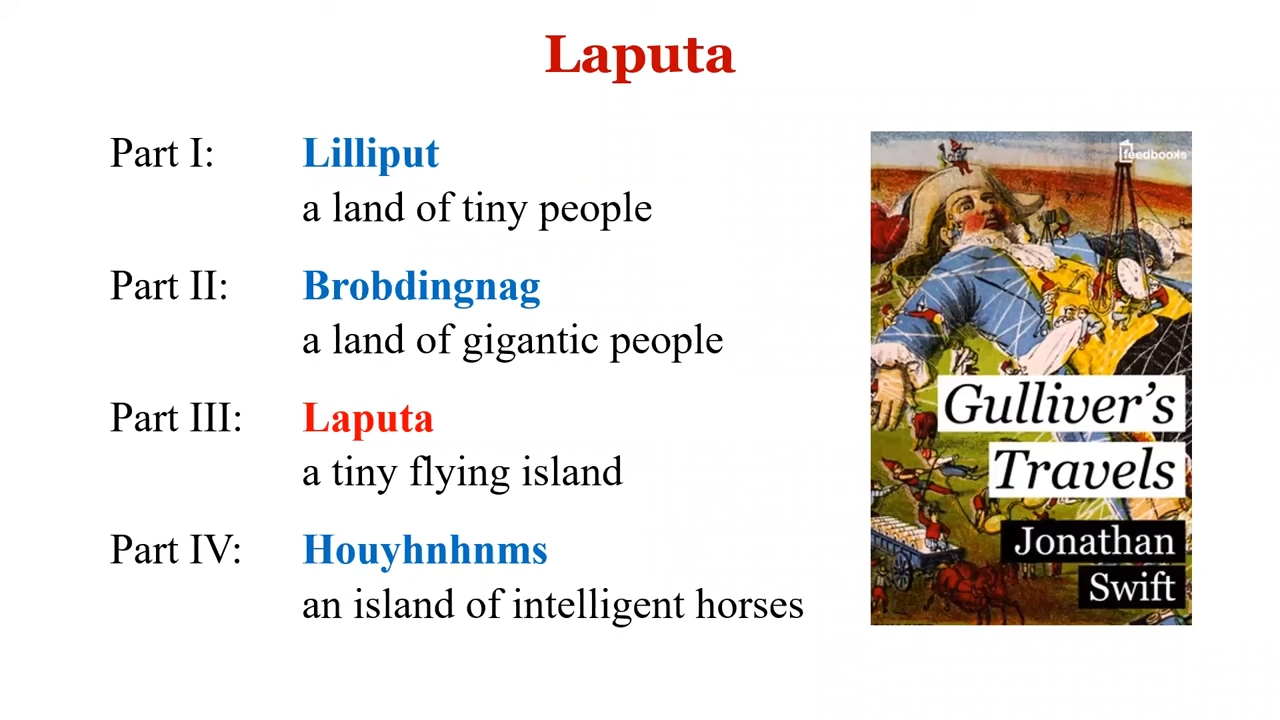 Laputa
Part I: Lilliput
a land of tiny people
Part II: Brobdingnag
a land of gigantic people
Part III: Laputa
a tiny flying island
Part IV: Houyhnhnms
an island of intelligent horses
feedbooks
Gulliver's
Travels
Jonathan
Swift